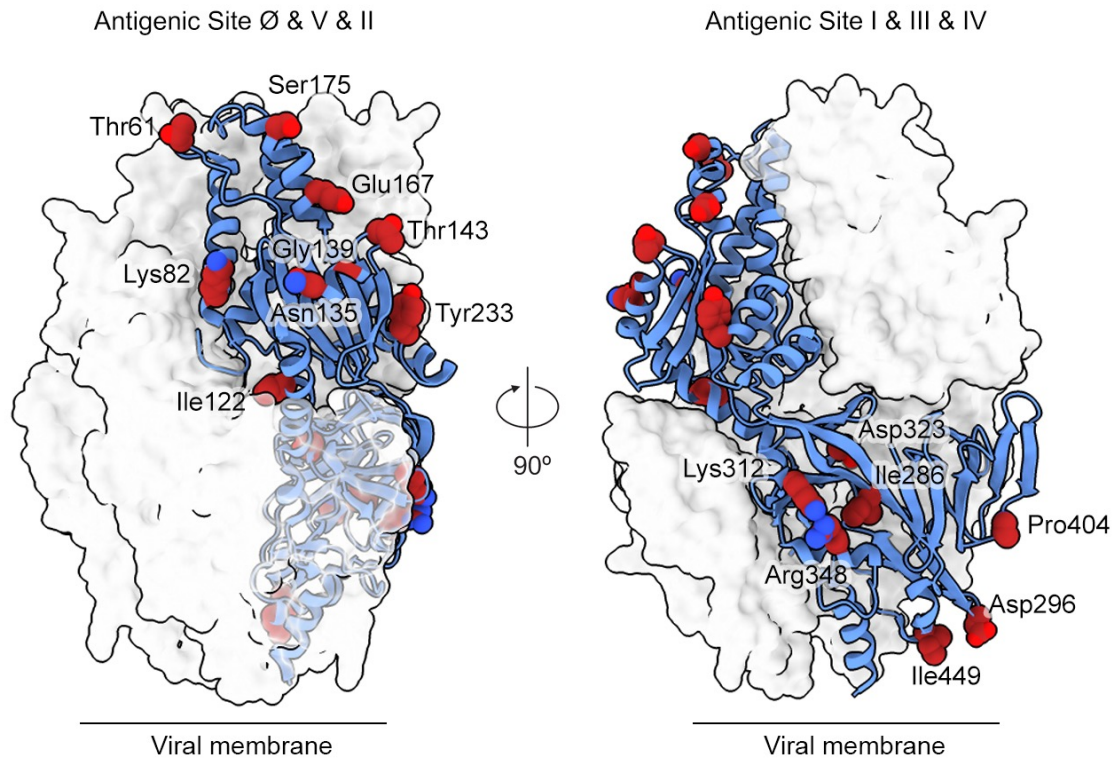 Antigenic Site Ø & V & II
Ser175
Thr61
Glu167
Thr143
Gly139
Lys82
Asn135
Tyr233
Ile122
90º
Viral membrane
Antigenic Site I & III & IV
Asp323
Lys312
Ile286
Pro404
Arg348
Asp296
Ile449
Viral membrane